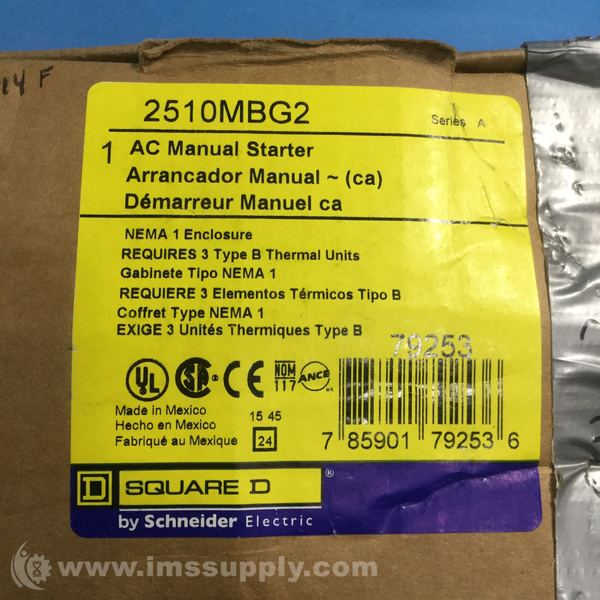 14 F
2510MBG2
Series A
1 AC Manual Starter
Arrancador Manual ~ (ca)
Démarreur Manuel ca
NEMA 1 Enclosure
REQUIRES 3 Type B Thermal Units
Gabinete Tipo NEMA 1
REQUIERE 3 Elementos Térmicos Tipo B
Coffret Type NEMA 1
EXIGE 3 Unités Thermiques Type B
79253
UL
SA
CE
NOM
117
ANCE
Made in Mexico
Hecho en Mexico
Fabriqué au Mexique
15 45
24
7 85901 79253 6
D SQUARE D ®
by Schneider Electric
www.imssupply.com